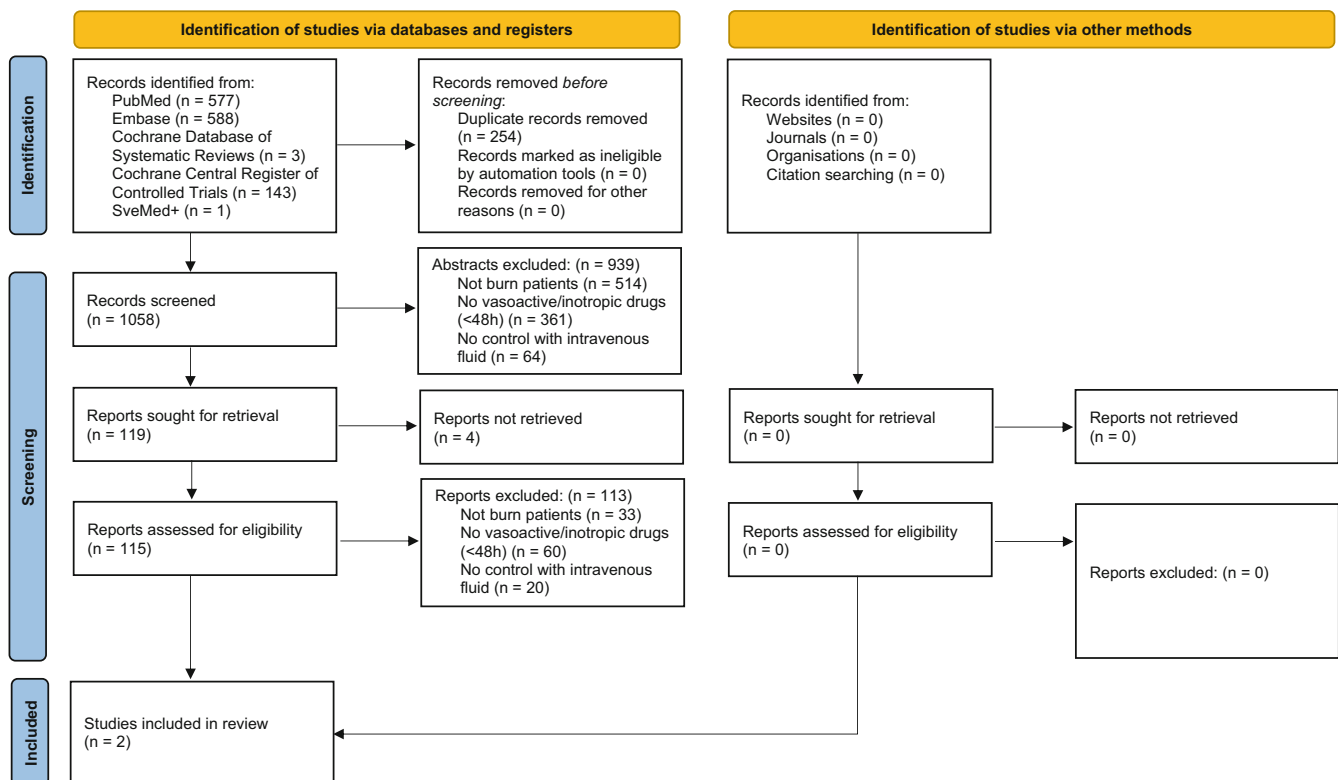 Identification of studies via databases and registers
Identification of studies via other methods
Identification
Records identified from:
PubMed (n = 577)
Embase (n = 588)
Cochrane Database of
Systematic Reviews (n = 3)
Cochrane Central Register of
Controlled Trials (n = 143)
SveMed+ (n = 1)
Records removed before
screening:
Duplicate records removed
(n = 254)
Records marked as ineligible
by automation tools (n = 0)
Records removed for other
reasons (n = 0)
Records identified from:
Websites (n = 0)
Journals (n = 0)
Organisations (n = 0)
Citation searching (n = 0)
Screening
Records screened
(n = 1058)
Abstracts excluded: (n = 939)
Not burn patients (n = 514)
No vasoactive/inotropic drugs
(<48h) (n = 361)
No control with intravenous
fluid (n = 64)
Reports sought for retrieval
(n = 119)
Reports not retrieved
(n = 4)
Reports sought for retrieval
(n = 0)
Reports not retrieved
(n = 0)
Reports assessed for eligibility
(n = 115)
Reports excluded: (n = 113)
Not burn patients (n = 33)
No vasoactive/inotropic drugs
(<48h) (n = 60)
No control with intravenous
fluid (n = 20)
Reports assessed for eligibility
(n = 0)
Reports excluded: (n = 0)
Included
Studies included in review
(n = 2)